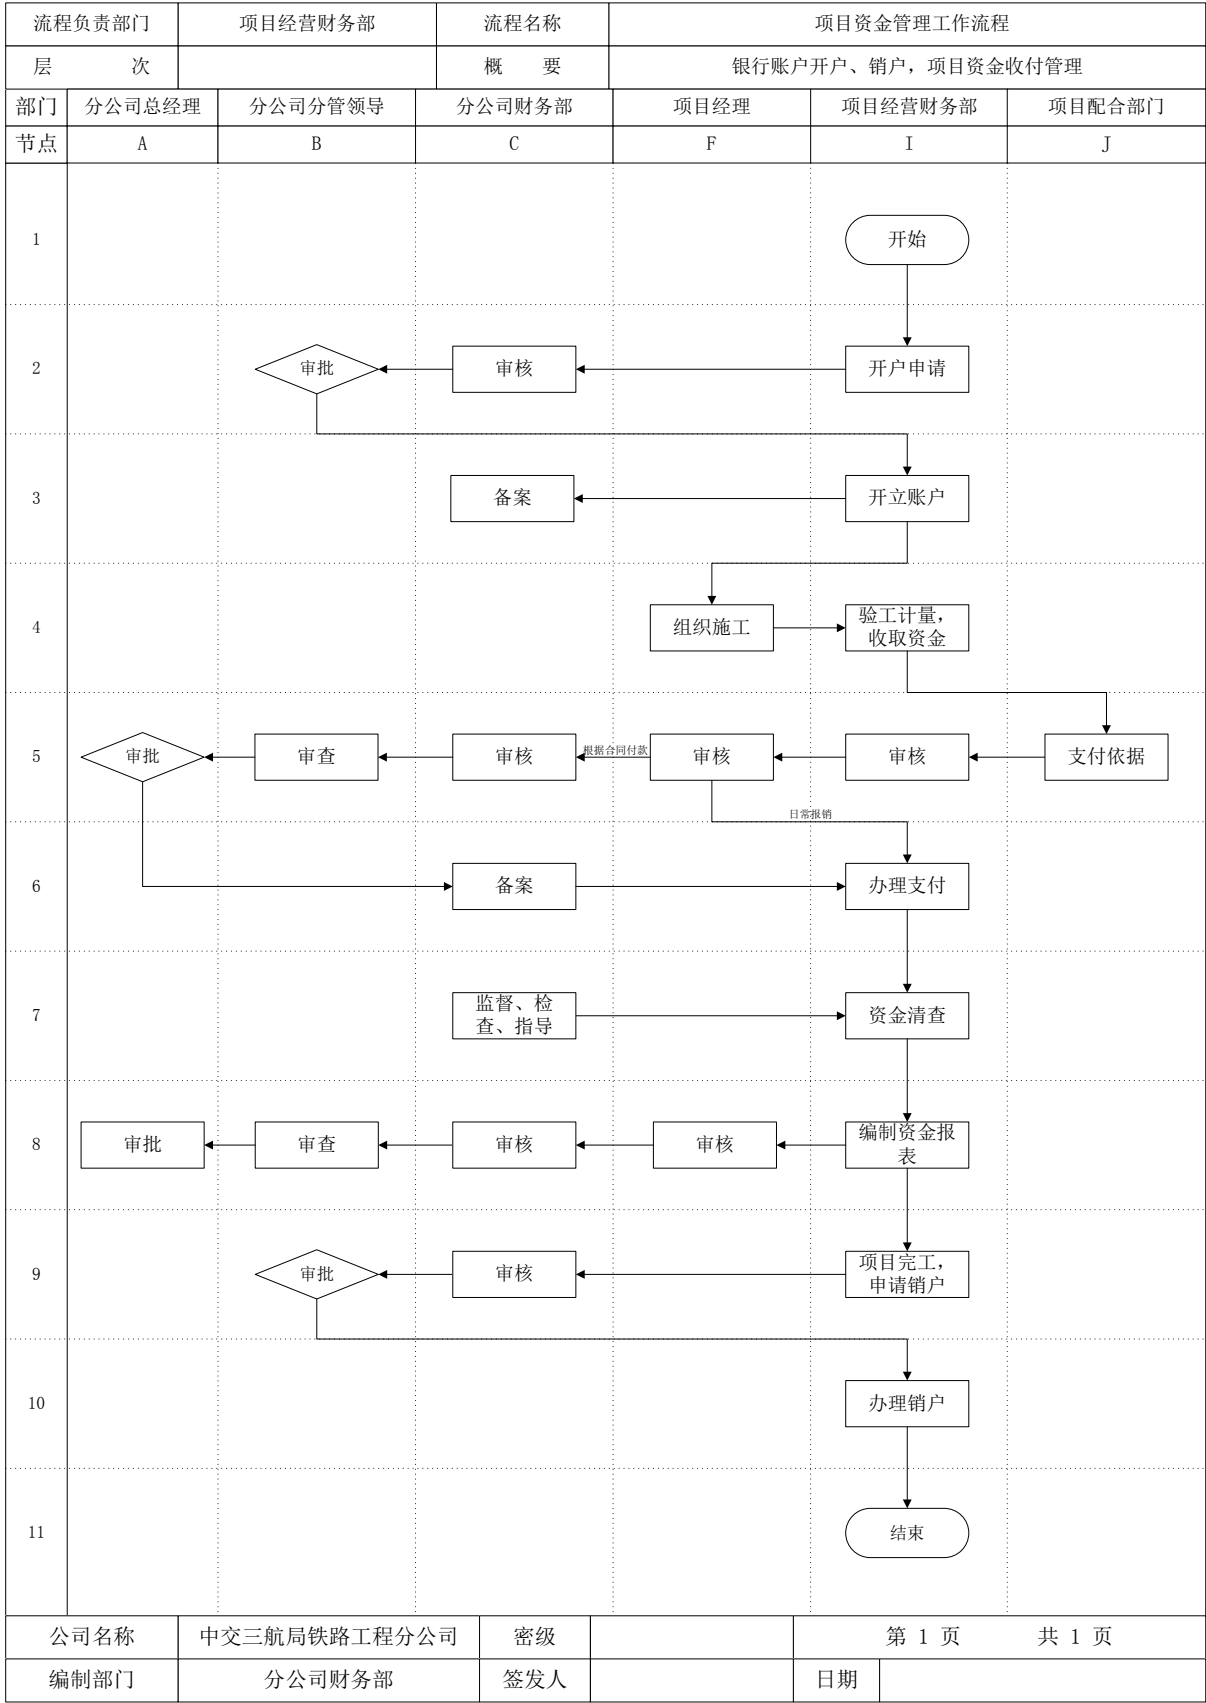 流程负责部门 项目经营财务部 流程名称 项目资金管理工作流程
层 次 概 要 银行账户开户、销户，项目资金收付管理
部门 分公司总经理 分公司分管领导 分公司财务部 项目经理 项目经营财务部 项目配合部门
节点 A B C F I J
1 开始
2 审批 审核 开户申请
3 备案 开立账户
4 组织施工 验工计量，
收取资金
5 审批 审查 审核 根据合同付款 审核 审核 支付依据
日常报销
6 备案 办理支付
7 监督、检
查、指导 资金清查
8 审批 审查 审核 审核 编制资金报
表
9 审批 审核 项目完工，
申请销户
10 办理销户
11 结束
公司名称 中交三航局铁路工程分公司 密级 第 1 页 共 1 页
编制部门 分公司财务部 签发人 日期